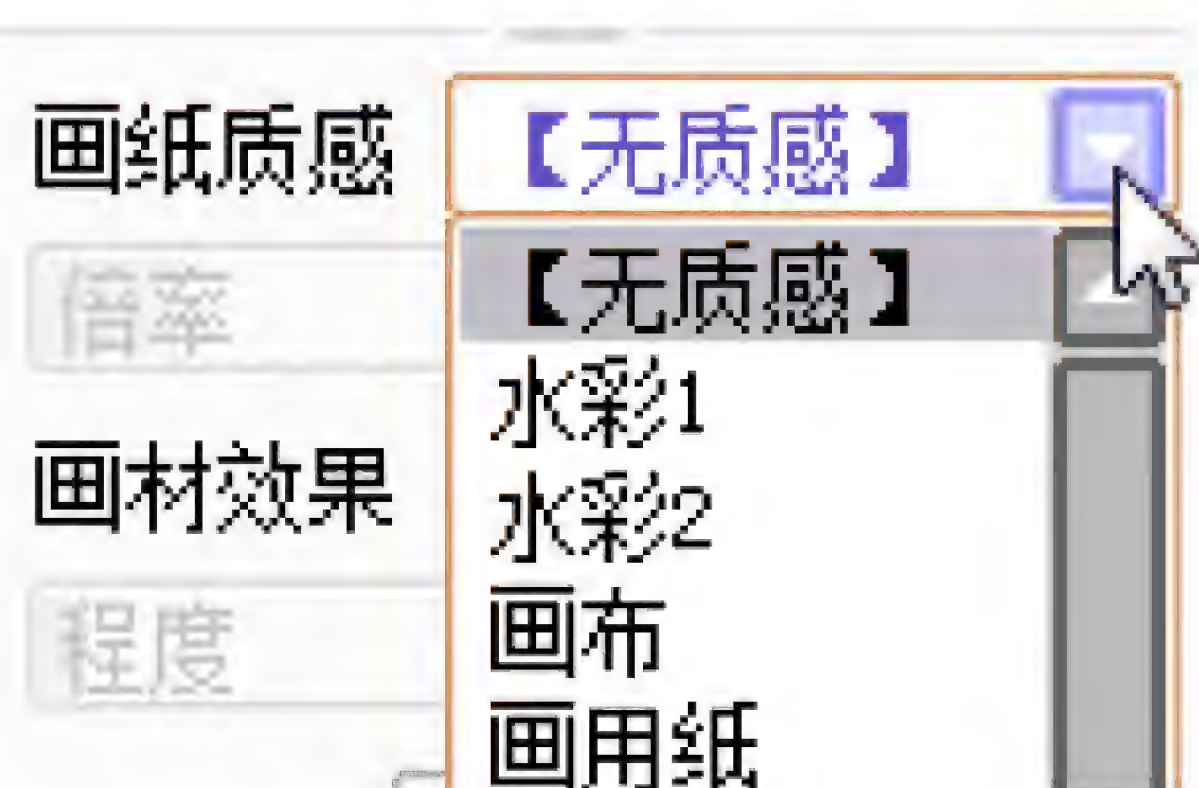 画纸质感 【无质感】
【无质感】
倍率
水彩1
画材效果
水彩2
画布
程度
画用纸